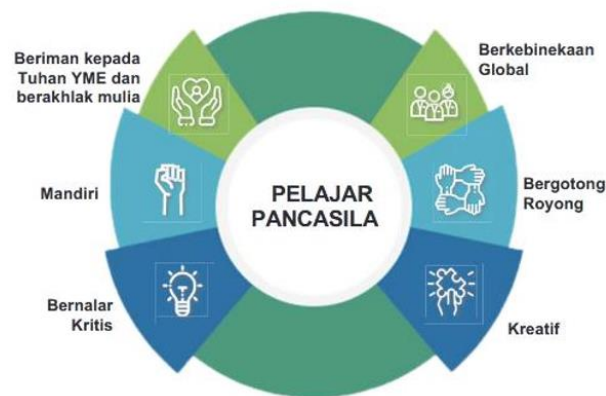 Beriman kepada
Tuhan YME dan
berakhlak mulia
Berkebinekaan
Global
Mandiri
PELAJAR
PANCASILA
Bergotong
Royong
Bernalar
Kritis
Kreatif